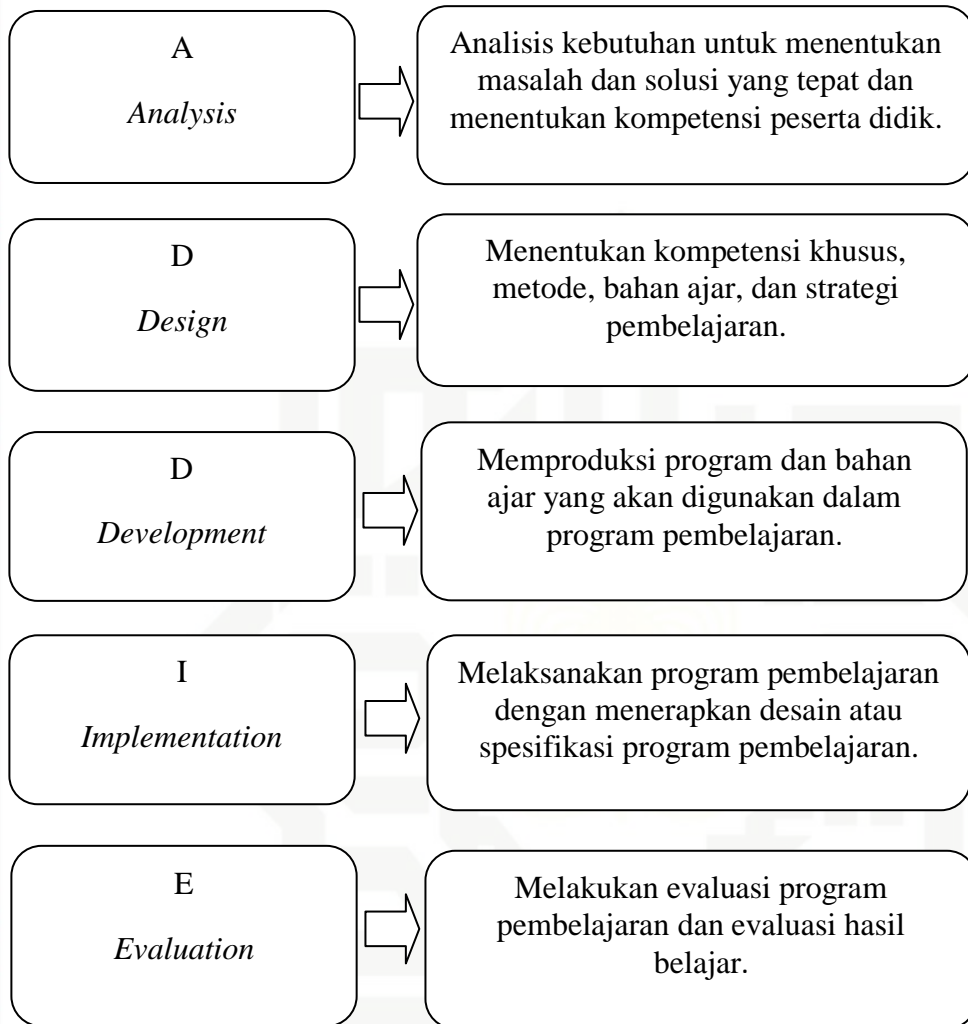 A
Analysis
Analisis kebutuhan untuk menentukan
masalah dan solusi yang tepat dan
menentukan kompetensi peserta didik.
D
Design
Menentukan kompetensi khusus,
metode, bahan ajar, dan strategi
pembelajaran.
D
Development
Memproduksi program dan bahan
ajar yang akan digunakan dalam
program pembelajaran.
I
Implementation
Melaksanakan program pembelajaran
dengan menerapkan desain atau
spesifikasi program pembelajaran.
E
Evaluation
Melakukan evaluasi program
pembelajaran dan evaluasi hasil
belajar.